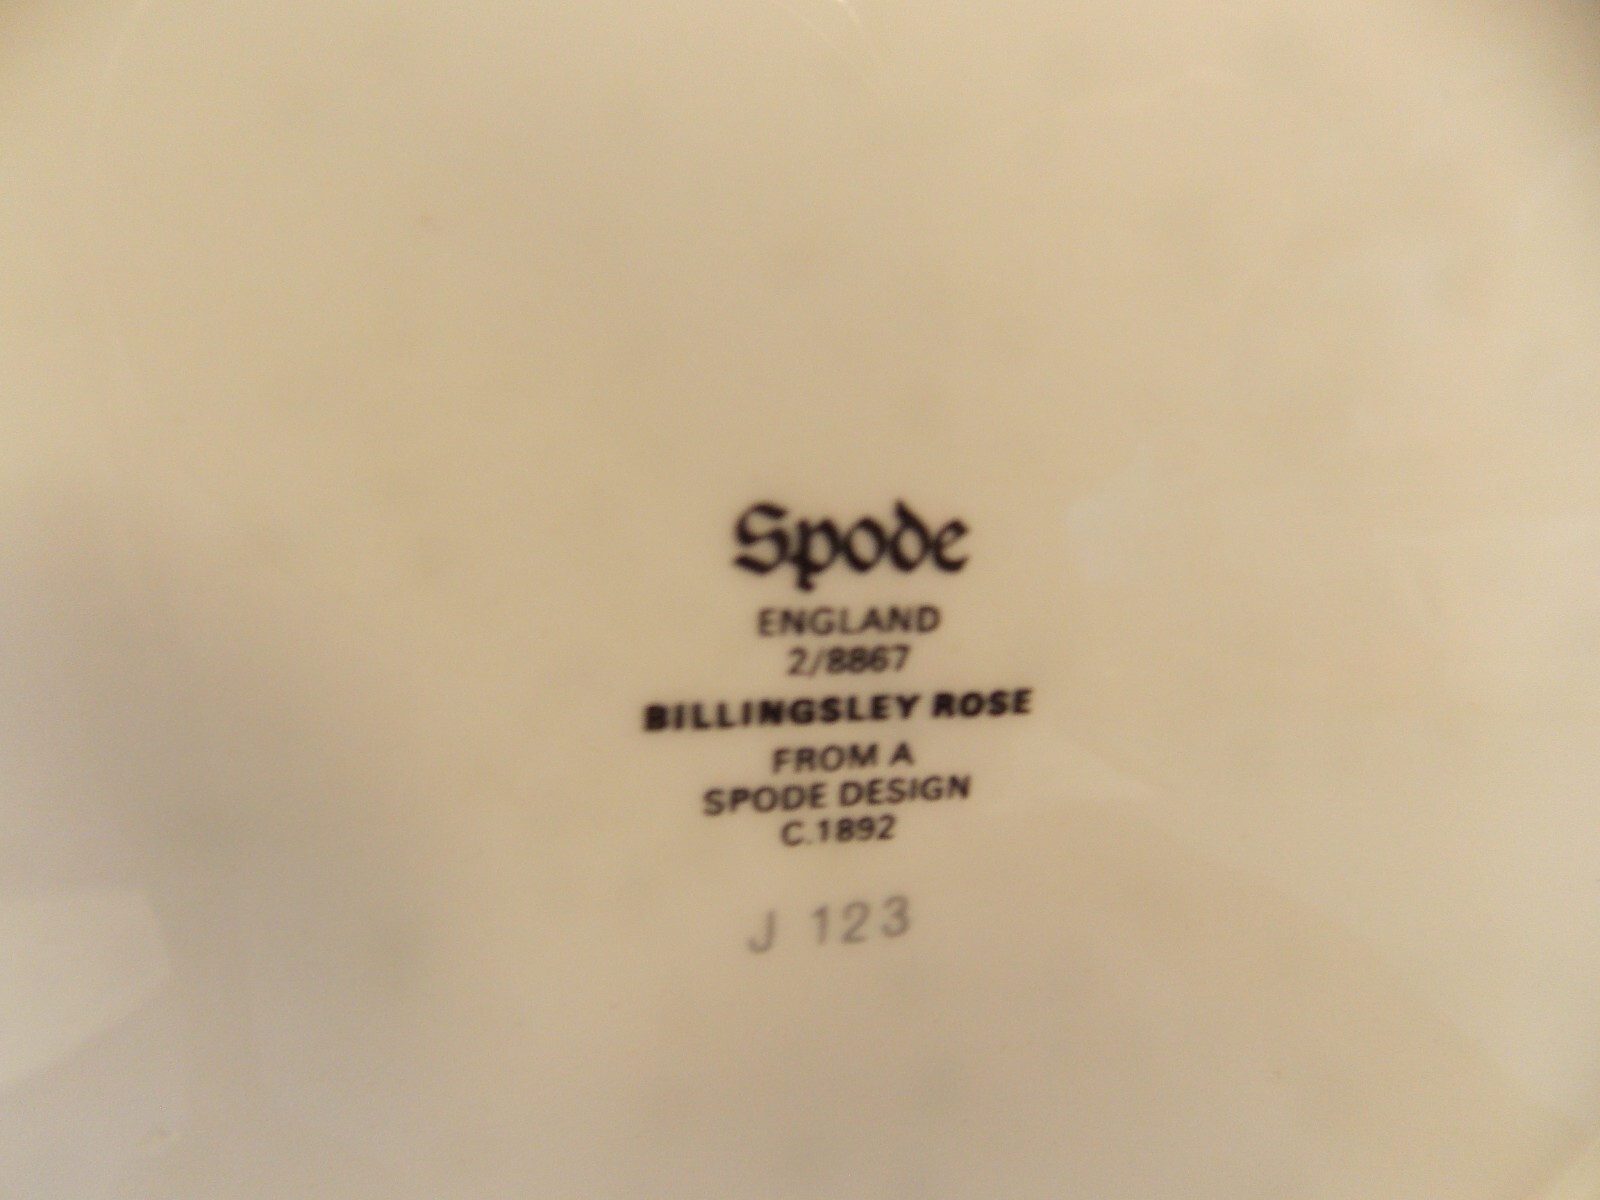 Spode
ENGLAND
2/8867
BILLINGSLEY ROSE
FROM A
SPODE DESIGN
C.1892
J 123